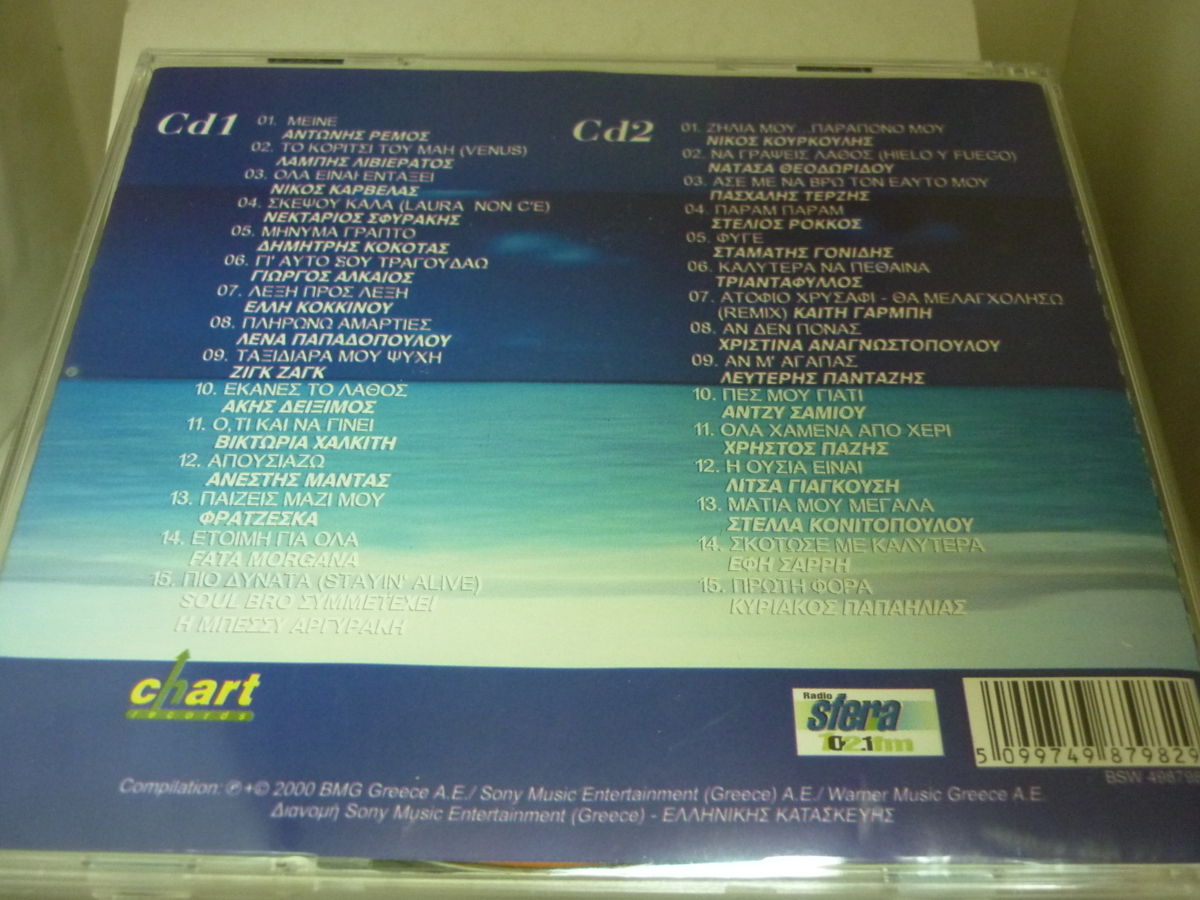 Cd1
01. ΜΕΙΝΕ
ΑΝΤΩΝΗΣ ΡΕΜΟΣ
02. ΤΟ ΚΟΡΙΤΣΙ ΤΟΥ ΜΑΗ (VENUS)
ΛΑΜΠΗΣ ΛΙΒΙΕΡΑΤΟΣ
03. ΟΛΑ ΕΙΝΑΙ ΕΝΤΑΞΕΙ
ΝΙΚΟΣ ΚΑΡΒΕΛΑΣ
04. ΣΚΕΨΟΥ ΚΑΛΑ (LAURA NON C'E)
ΝΕΚΤΑΡΙΟΣ ΣΦΥΡΑΚΗΣ
05. ΜΗΝΥΜΑ ΓΡΑΠΤΟ
ΔΗΜΗΤΡΗΣ ΚΟΚΟΤΑΣ
06. ΓΙ' ΑΥΤΟ SOY ΤΡΑΓΟΥΔΑΩ
ΓΙΩΡΓΟΣ ΑΛΚΑΙΟΣ
07. ΛΕΞΗ ΠΡΟΣ ΛΕΞΗ
ΕΛΛΗ ΚΟΚΚΙΝΟΥ
08. ΠΛΗΡΩΝΩ ΑΜΑΡΤΙΕΣ
ΛΕΝΑ ΠΑΠΑΔΟΠΟΥΛΟΥ
09. ΤΑΞΙΔΙΑΡΑ ΜΟΥ ΨΥΧΗ
ΖΙΓΚ ΖΑΓΚ
10. ΕΚΑΝΕΣ ΤΟ ΛΑΘΟΣ
ΑΚΗΣ ΔΕΙΞΙΜΟΣ
11. Ο,ΤΙ ΚΑΙ ΝΑ ΓΙΝΕΙ
ΒΙΚΤΩΡΙΑ ΧΑΛΚΙΤΗ
12. ΑΠΟΥΣΙΑΖΩ
ΑΝΕΣΤΗΣ ΜΑΝΤΑΣ
13. ΠΑΙΖΕΙΣ ΜΑΖΙ ΜΟΥ
ΦΡΑΤΖΕΣΚΑ
14. ΕΤΟΙΜΗ ΓΙΑ ΟΛΑ
FATA MORGANA
15. ΠΙΟ ΔΥΝΑΤΑ (STAYIN' ALIVE)
SOUL BRO ΣΥΜΜΕΤΕΧΕΙ
Η ΜΠΕΣΣΥ ΑΡΓΥΡΑΚΗ
Cd2
01. ΖΗΛΙΑ ΜΟΥ...ΠΑΡΑΠΟΝΟ ΜΟΥ
ΝΙΚΟΣ ΚΟΥΡΚΟΥΛΗΣ
02. ΝΑ ΓΡΑΨΕΙΣ ΛΑΘΟΣ (HIELO Y FUEGO)
ΝΑΤΑΣΑ ΘΕΟΔΩΡΙΔΟΥ
03. ΑΣΕ ΜΕ ΝΑ ΒΡΩ ΤΟΝ ΕΑΥΤΟ ΜΟΥ
ΠΑΣΧΑΛΗΣ ΤΕΡΖΗΣ
04. ΠΑΡΑΜ ΠΑΡΑΜ
ΣΤΕΛΙΟΣ ΡΟΚΚΟΣ
05. ΦΥΓΕ
ΣΤΑΜΑΤΗΣ ΓΟΝΙΔΗΣ
06. ΚΑΛΥΤΕΡΑ ΝΑ ΠΕΘΑΙΝΑ
ΤΡΙΑΝΤΑΦΥΛΛΟΣ
07. ΑΤΟΦΙΟ ΧΡΥΣΑΦΙ - ΘΑ ΜΕΛΑΓΧΟΛΗΣΩ
(REMIX) ΚΑΙΤΗ ΓΑΡΜΠΗ
08. ΑΝ ΔΕΝ ΠΟΝΑΣ
ΧΡΙΣΤΙΝΑ ΑΝΑΓΝΩΣΤΟΠΟΥΛΟΥ
09. ΑΝ Μ' ΑΓΑΠΑΣ
ΛΕΥΤΕΡΗΣ ΠΑΝΤΑΖΗΣ
10. ΠΕΣ ΜΟΥ ΓΙΑΤΙ
ΑΝΤΖΥ ΣΑΜΙΟΥ
11. ΟΛΑ ΧΑΜΕΝΑ ΑΠΟ ΧΕΡΙ
ΧΡΗΣΤΟΣ ΠΑΖΗΣ
12. Η ΟΥΣΙΑ ΕΙΝΑΙ
ΛΙΤΣΑ ΓΙΑΓΚΟΥΣΗ
13. ΜΑΤΙΑ ΜΟΥ ΜΕΓΑΛΑ
ΣΤΕΛΛΑ ΚΟΝΙΤΟΠΟΥΛΟΥ
14. ΣΚΟΤΩΣΕ ΜΕ ΚΑΛΥΤΕΡΑ
ΕΦΗ ΣΑΡΡΗ
15. ΠΡΩΤΗ ΦΟΡΑ
ΚΥΡΙΑΚΟΣ ΠΑΠΑΗΛΙΑΣ
chart
records
Radio
sfera
102.1fm
5 099749 879829
BSW
Compilation: ℗+© 2000 BMG Greece A.E./ Sony Music Entertainment (Greece) A.E./ Warner Music Greece A.E.
Διανομή Sony Music Entertainment (Greece) - ΕΛΛΗΝΙΚΗΣ ΚΑΤΑΣΚΕΥΗΣ